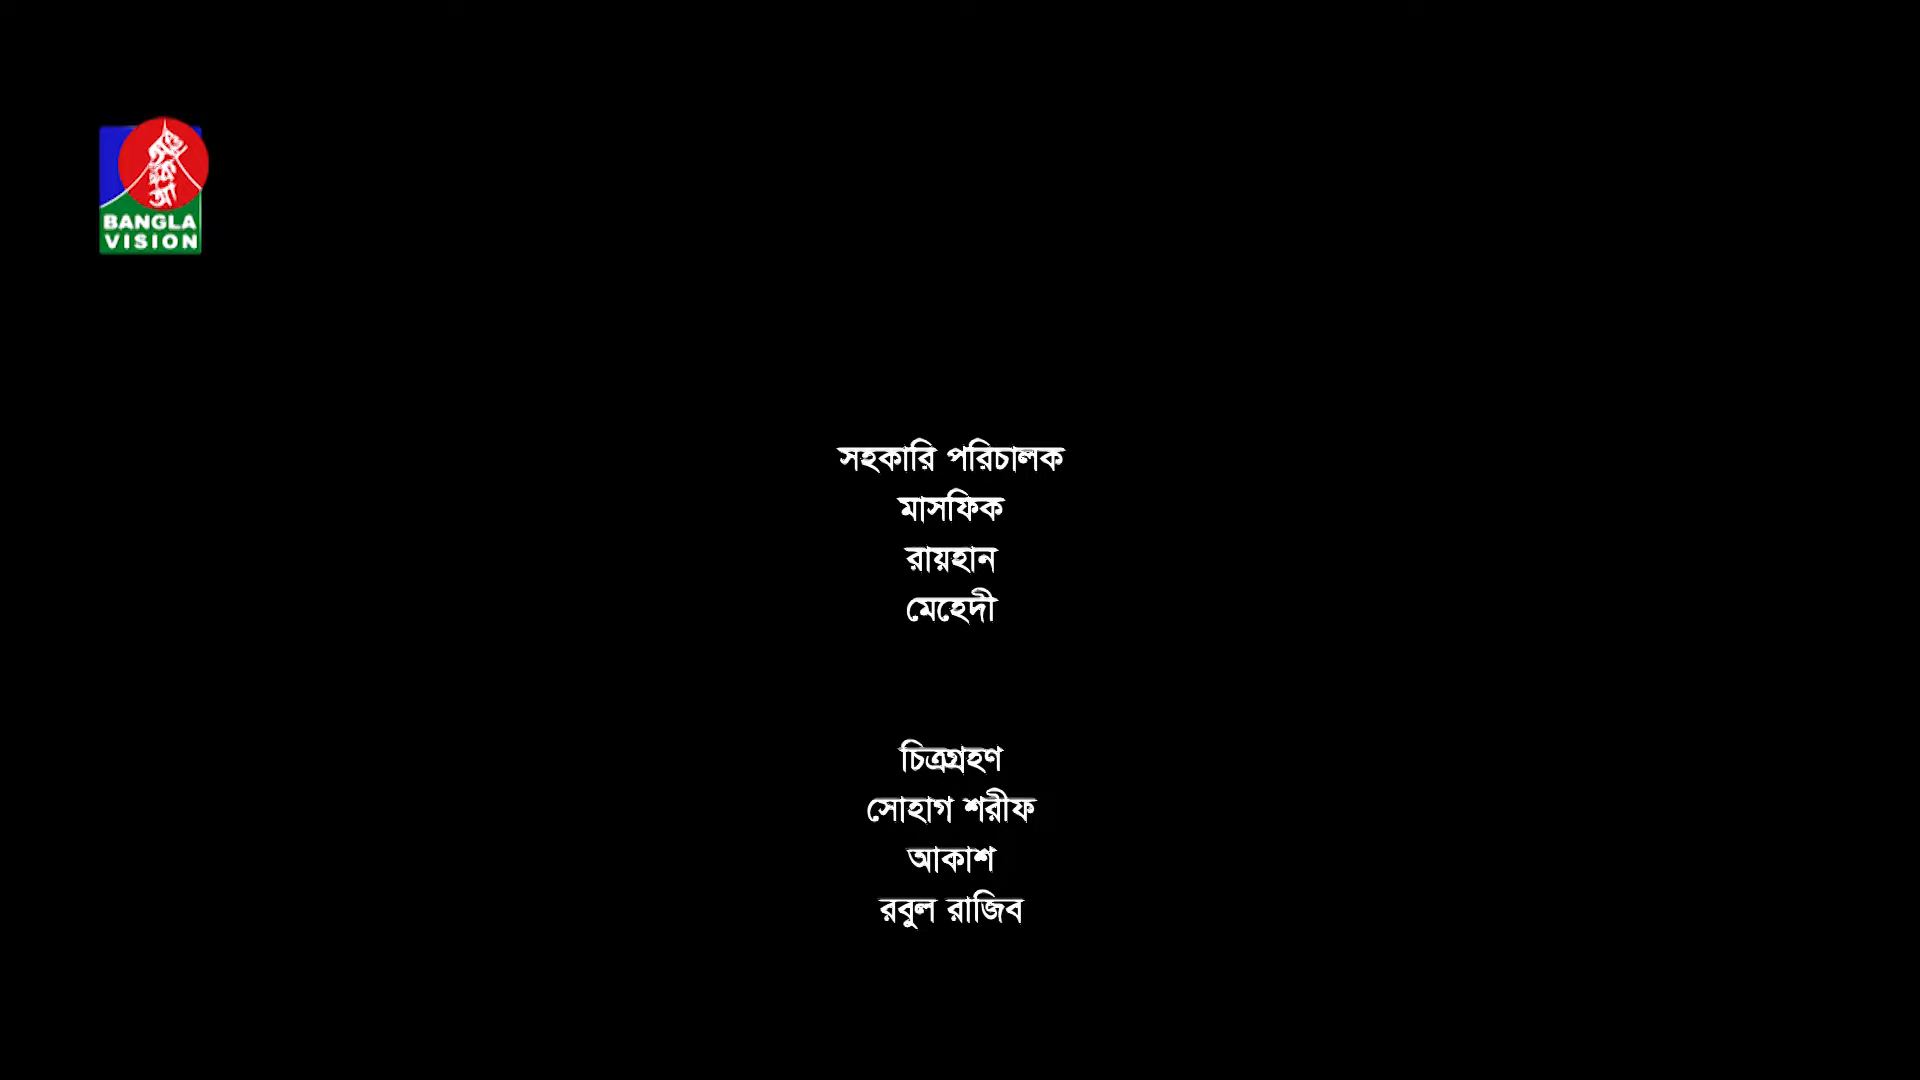 BANGLA
VISION
সহকারি পরিচালক
মাসফিক
রায়হান
মেহেদী
চিত্রগ্রহণ
সোহাগ শরীফ
আকাশ
রবুল রাজিব